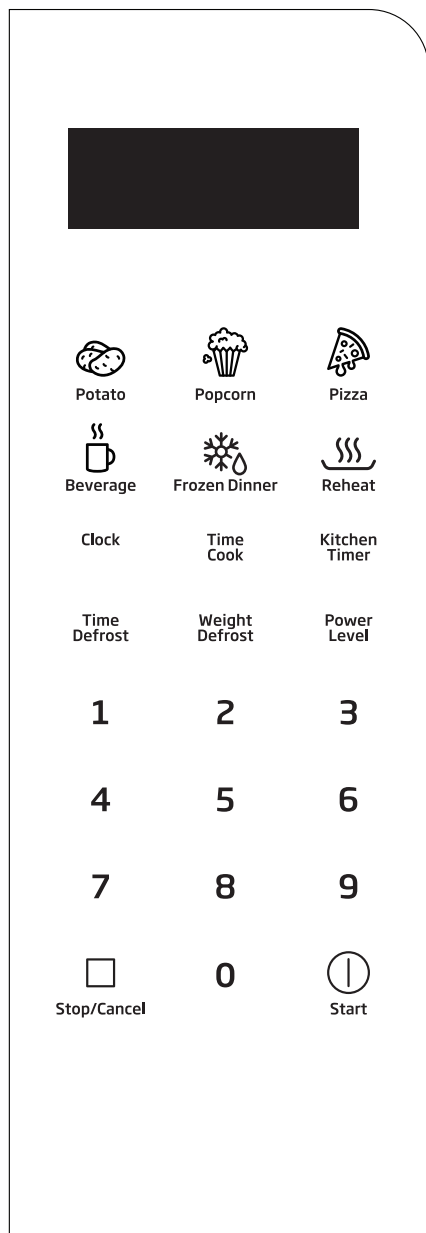 Potato Popcorn Pizza
Beverage Frozen Dinner Reheat
Clock Time Cook Kitchen Timer
Time Defrost Weight Defrost Power Level
1 2 3
4 5 6
7 8 9
0
Stop/Cancel Start